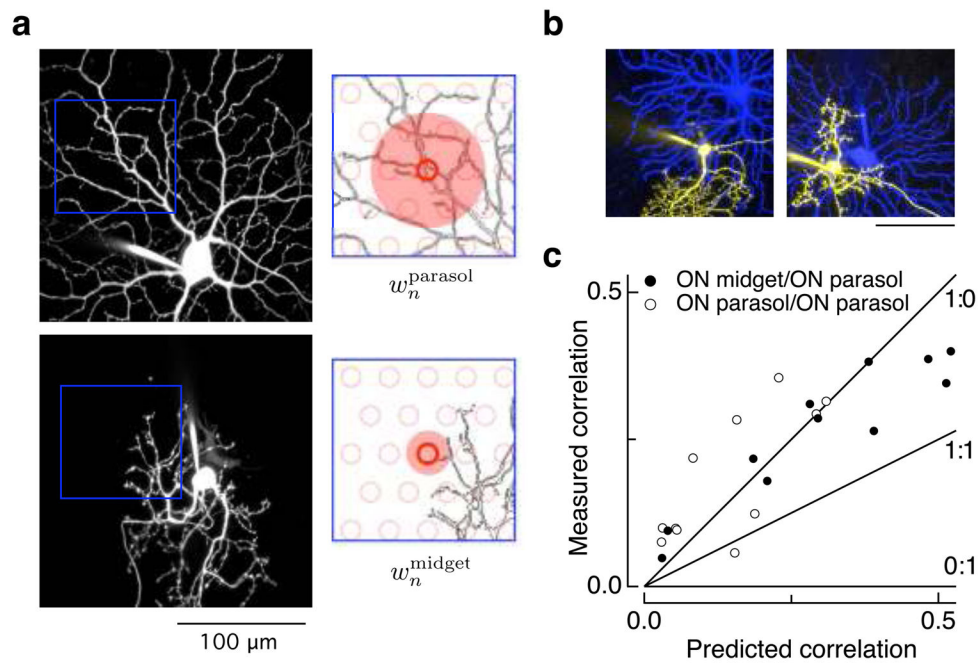 a
w_n^parasol
w_n^midget
100 µm
b
c
ON midget/ON parasol
ON parasol/ON parasol
1:0
1:1
0:1
0.5
0.0
Measured correlation
0.0
0.5
Predicted correlation